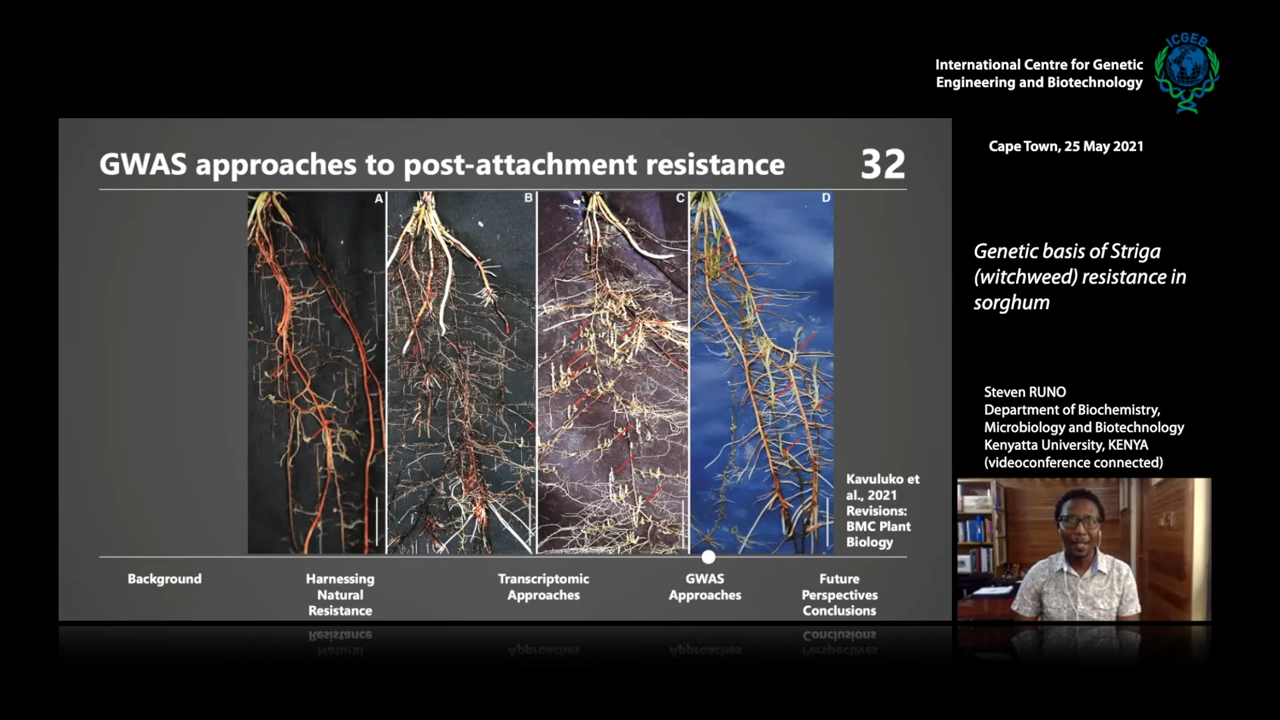 ICGEB
International Centre for Genetic
Engineering and Biotechnology
Cape Town, 25 May 2021
GWAS approaches to post-attachment resistance
32
A
B
C
D
Kavuluko et
al., 2021
Revisions:
BMC Plant
Biology
Background
Harnessing
Natural
Resistance
Transcriptomic
Approaches
GWAS
Approaches
Future
Perspectives
Conclusions
Genetic basis of Striga
(witchweed) resistance in
sorghum
Steven RUNO
Department of Biochemistry,
Microbiology and Biotechnology
Kenyatta University, KENYA
(videoconference connected)